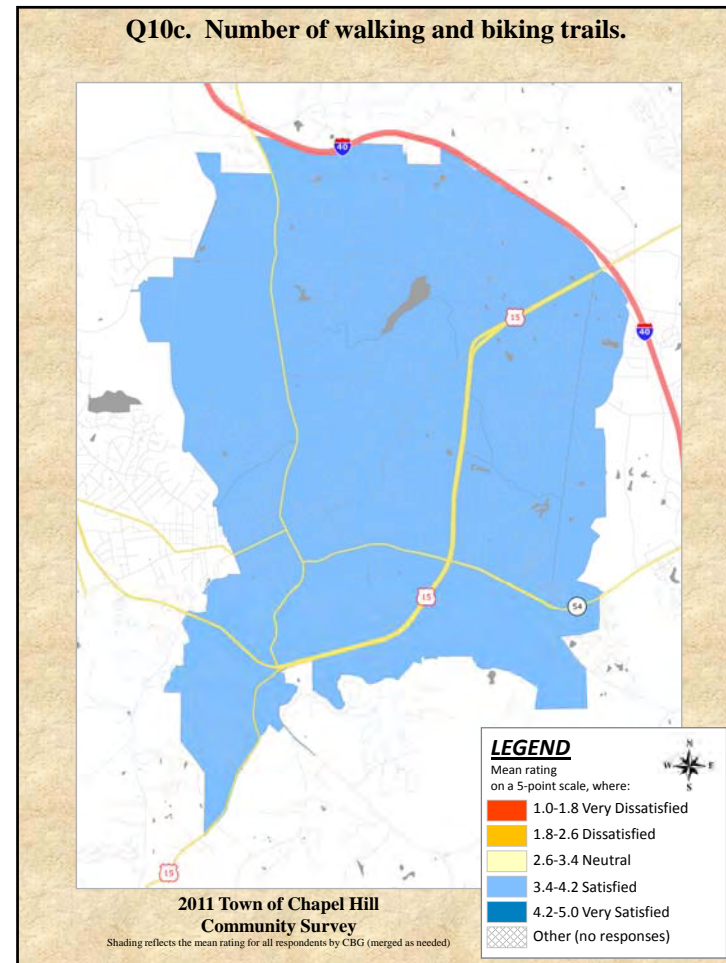 Q10c. Number of walking and biking trails.
40
15
40
15
54
15
LEGEND
Mean rating
on a 5-point scale, where:
N
W E
S
1.0-1.8 Very Dissatisfied
1.8-2.6 Dissatisfied
2.6-3.4 Neutral
3.4-4.2 Satisfied
4.2-5.0 Very Satisfied
Other (no responses)
2011 Town of Chapel Hill
Community Survey
Shading reflects the mean rating for all respondents by CBG (merged as needed)